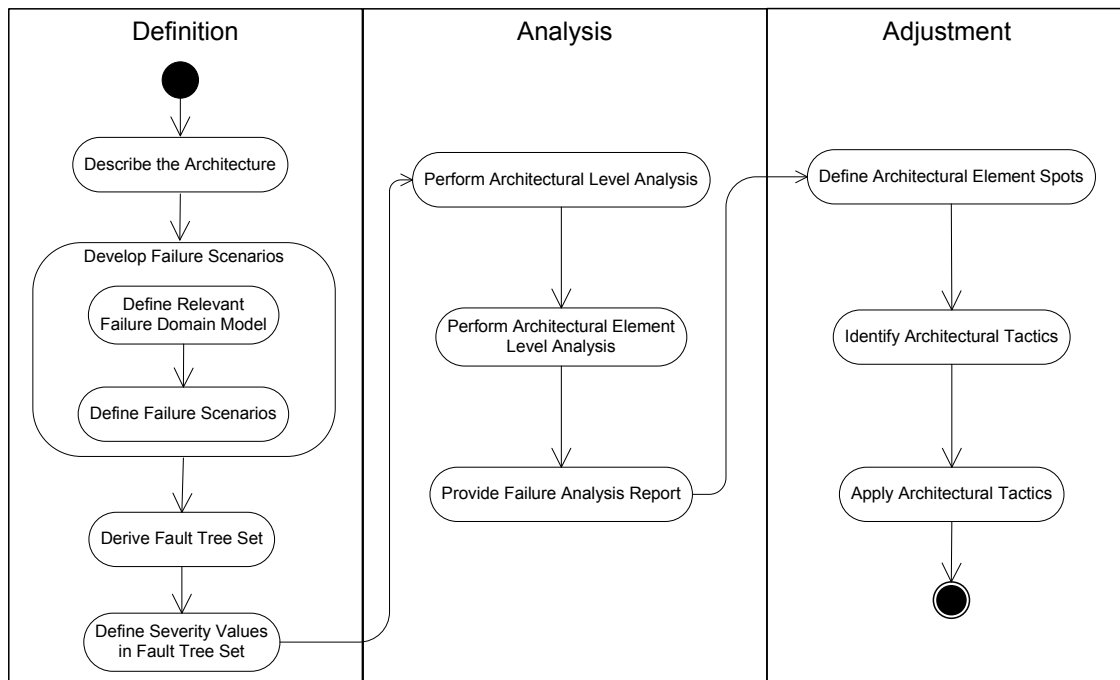 Definition
Describe the Architecture
Develop Failure Scenarios
Define Relevant
Failure Domain Model
Define Failure Scenarios
Derive Fault Tree Set
Define Severity Values
in Fault Tree Set
Analysis
Perform Architectural Level Analysis
Perform Architectural Element
Level Analysis
Provide Failure Analysis Report
Adjustment
Define Architectural Element Spots
Identify Architectural Tactics
Apply Architectural Tactics